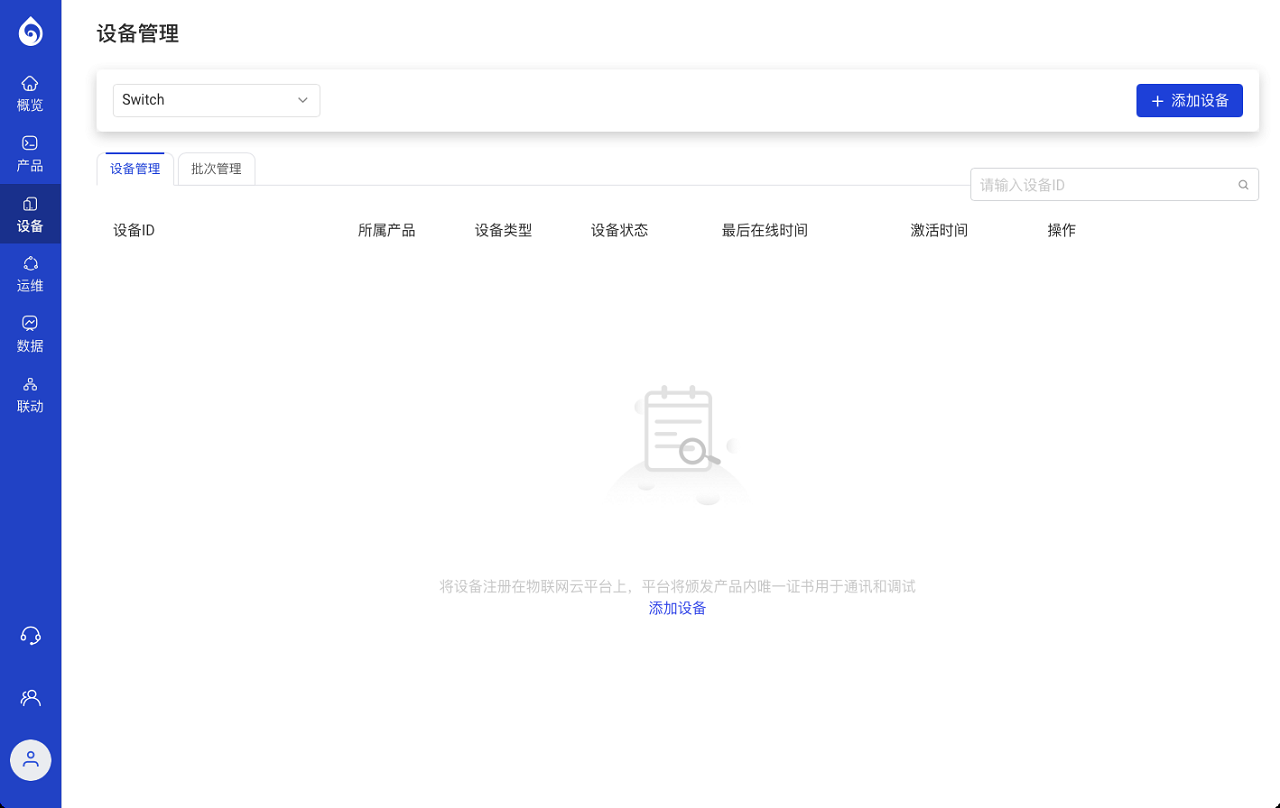 设备管理
概览
产品
设备
运维
数据
联动
Switch
添加设备
设备管理
批次管理
请输入设备ID
设备ID 所属产品 设备类型 设备状态 最后在线时间 激活时间 操作
将设备注册在物联网云平台上，平台将颁发产品内唯一证书用于通讯和调试
添加设备